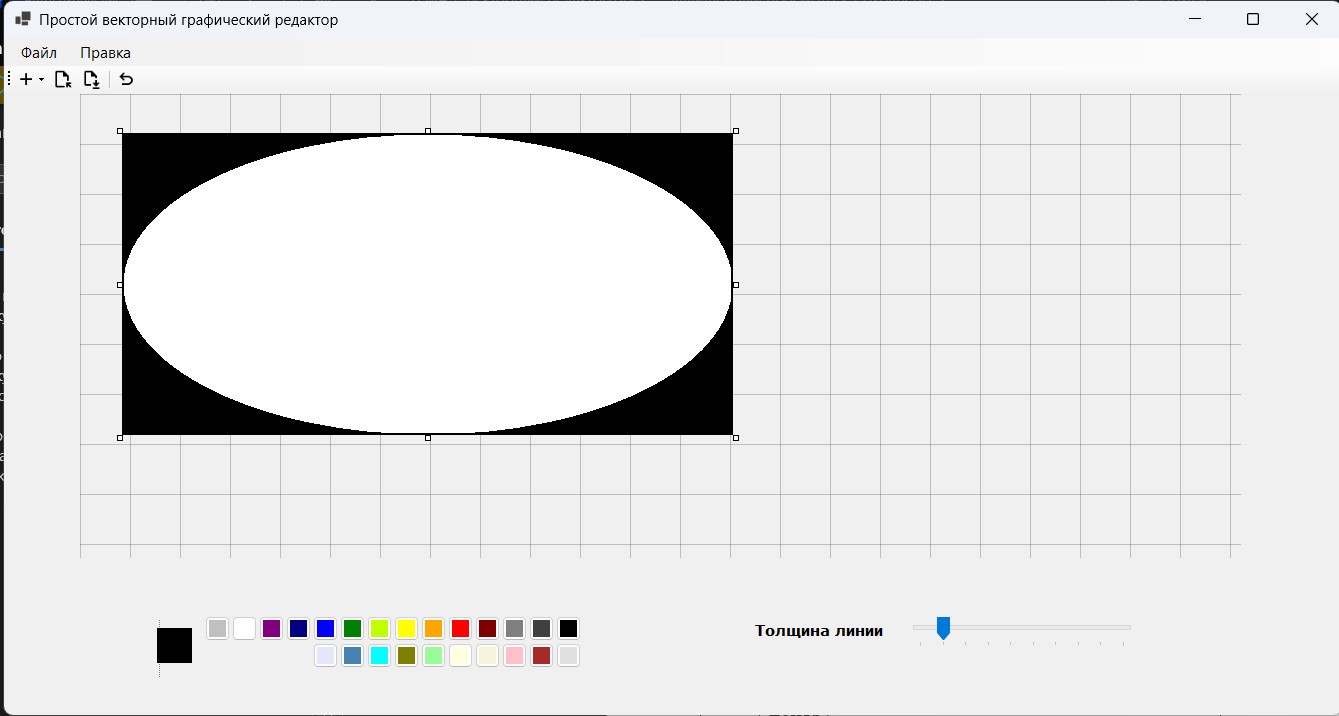 Простой векторный графический редактор
Файл Правка
Толщина линии